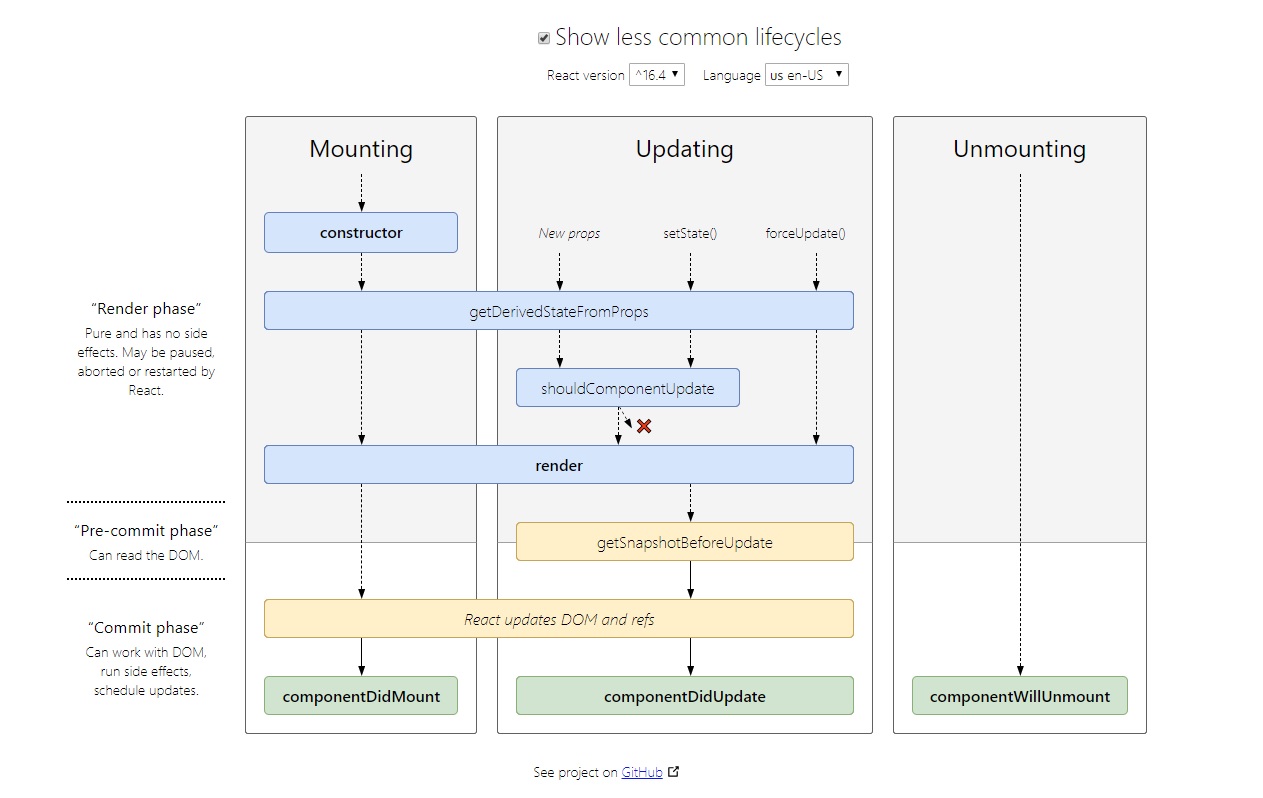 Show less common lifecycles
React version ^16.4 Language us en-US
Mounting
Updating
Unmounting
constructor
New props
setState()
forceUpdate()
“Render phase”
Pure and has no side
effects. May be paused,
aborted or restarted by
React.
getDerivedStateFromProps
shouldComponentUpdate
render
“Pre-commit phase”
Can read the DOM.
getSnapshotBeforeUpdate
“Commit phase”
Can work with DOM,
run side effects,
schedule updates.
React updates DOM and refs
componentDidMount
componentDidUpdate
componentWillUnmount
See project on GitHub